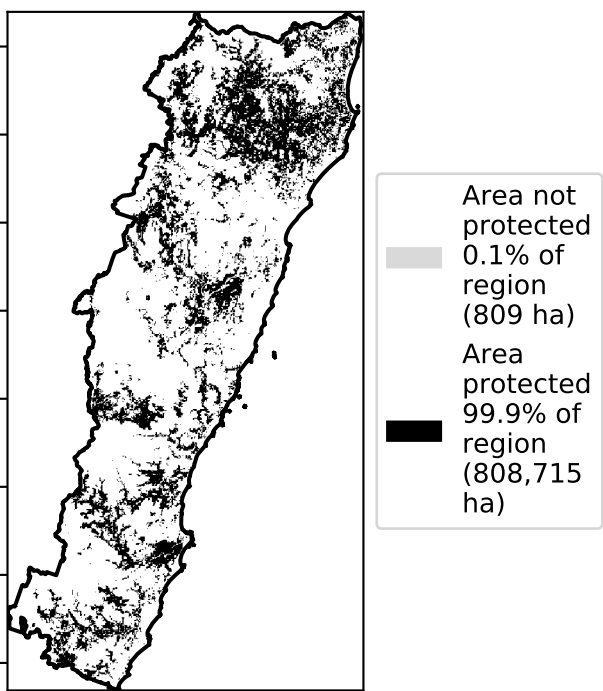 Area not
protected
0.1% of
region
(809 ha)
Area
protected
99.9% of
region
(808,715
ha)